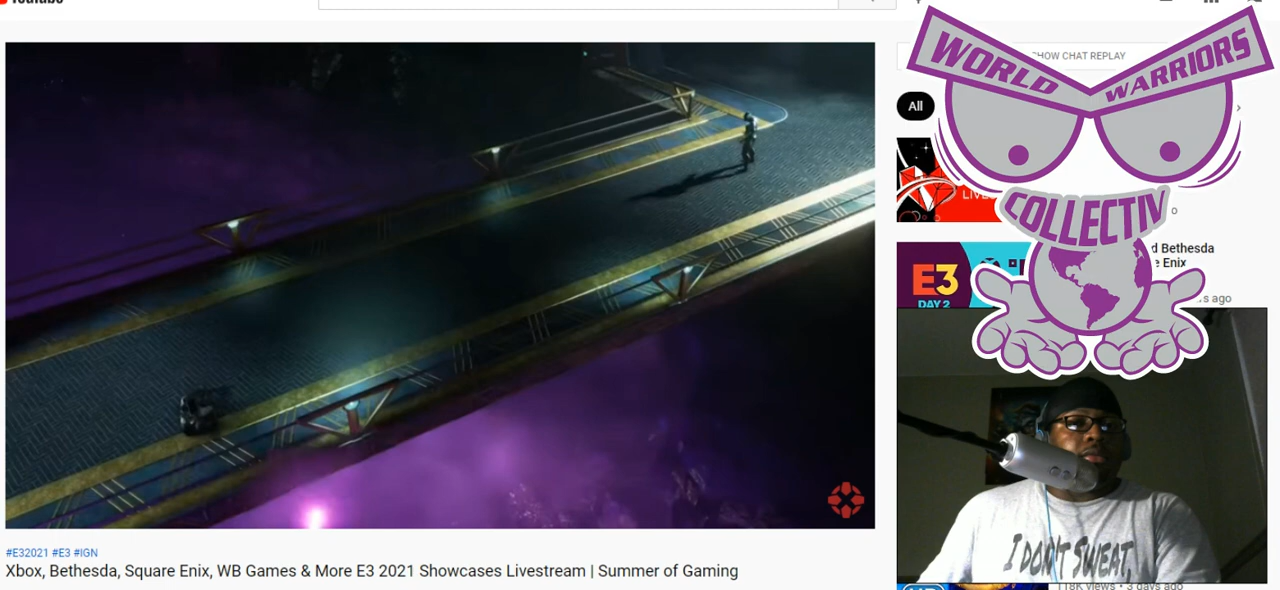 SHOW CHAT REPLAY
WORLD
WARRIORS
All
LIVE
COLLECTIV
E3
DAY 2
d Bethesda
e Enix
s ago
I DON'T SWEAT,
#E32021 #E3 #IGN
Xbox, Bethesda, Square Enix, WB Games & More E3 2021 Showcases Livestream | Summer of Gaming
118K views • 3 days ago